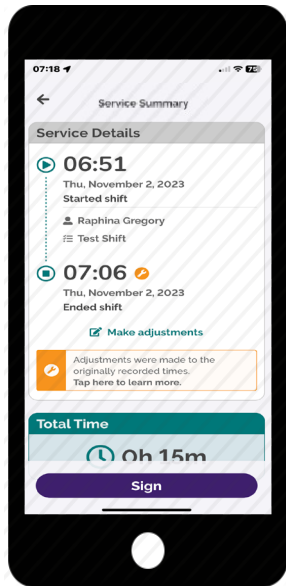 07:18
75
Service Summary
Service Details
06:51
Thu, November 2, 2023
Started shift
Raphina Gregory
Test Shift
07:06
Thu, November 2, 2023
Ended shift
Make adjustments
Adjustments were made to the
originally recorded times.
Tap here to learn more.
Total Time
0h 15m
Sign